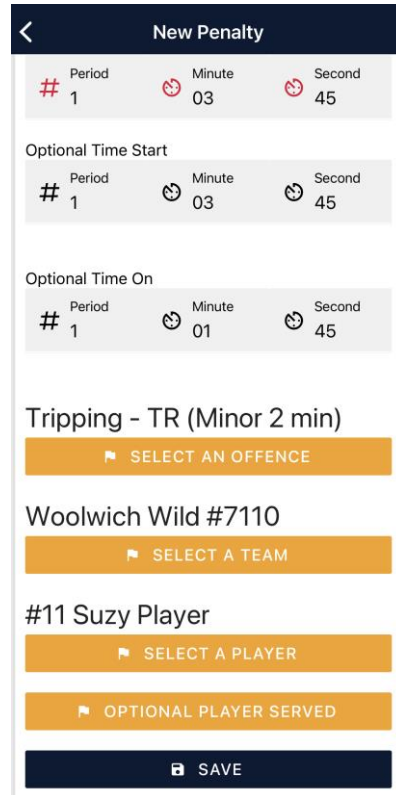 New Penalty
# Period Minute Second
1 03 45
Optional Time Start
# Period Minute Second
1 03 45
Optional Time On
# Period Minute Second
1 01 45
Tripping - TR (Minor 2 min)
SELECT AN OFFENCE
Woolwich Wild #7110
SELECT A TEAM
#11 Suzy Player
SELECT A PLAYER
OPTIONAL PLAYER SERVED
SAVE